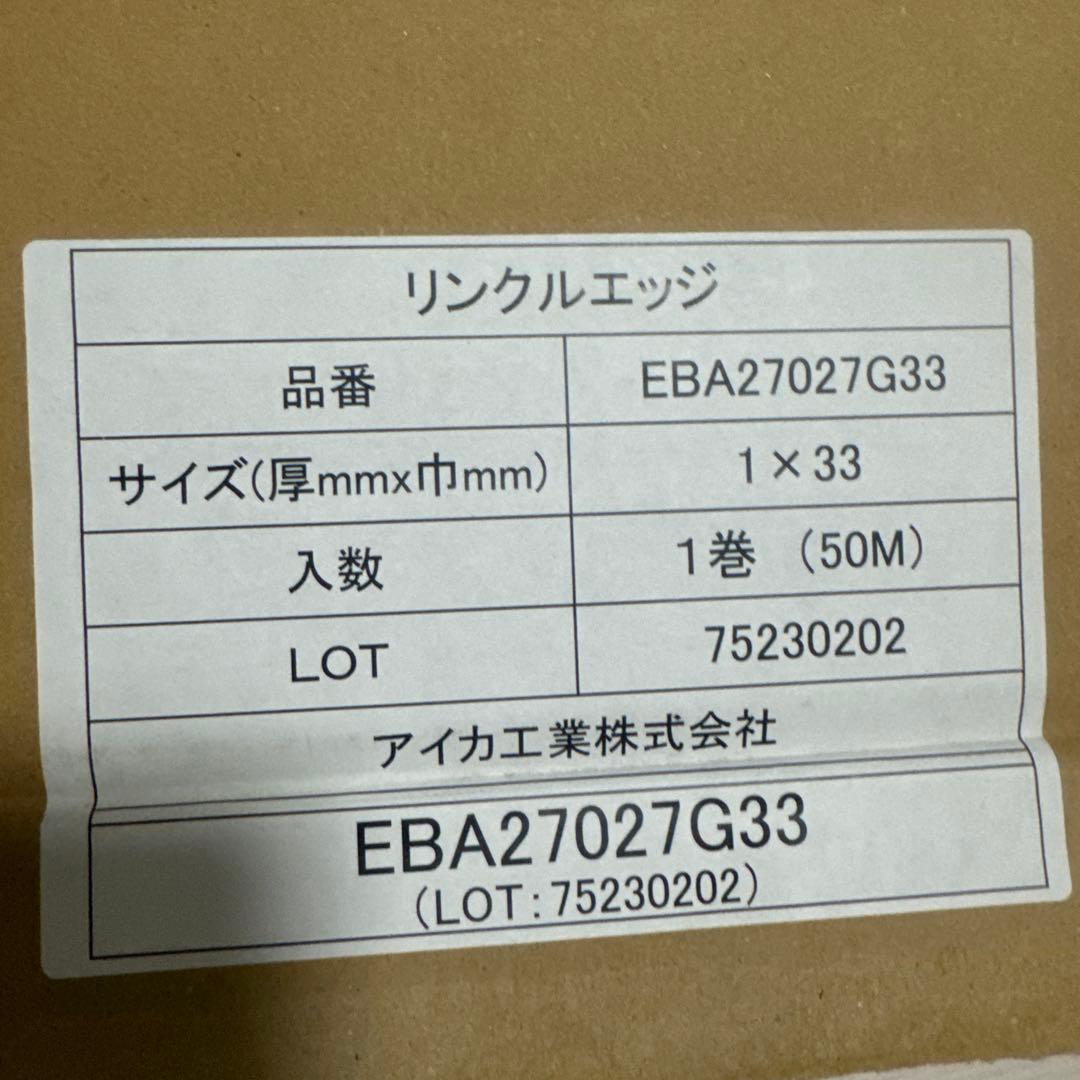 リンクルエッジ
品番 EBA27027G33
サイズ(厚mmx巾mm) 1×33
入数 1巻 (50M)
LOT 75230202
アイカ工業株式会社
EBA27027G33
(LOT:75230202)